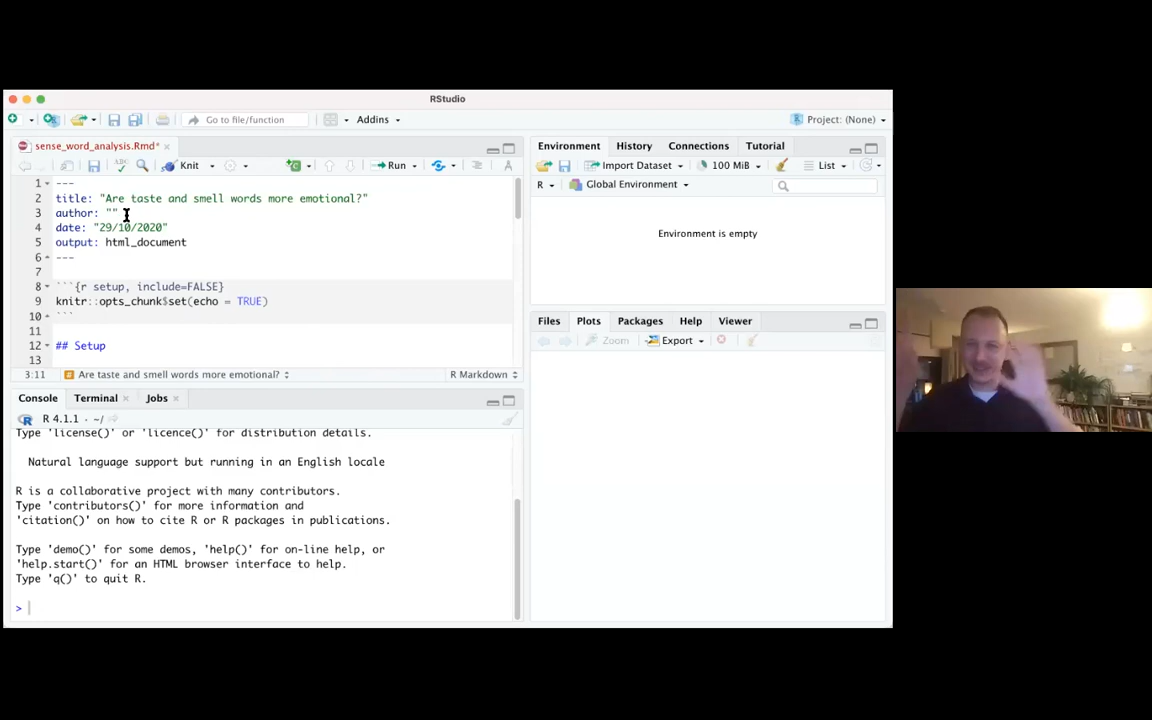 RStudio
Go to file/function
Addins
Project: (None)
sense_word_analysis.Rmd*
Knit
Run
1 ---
2 title: "Are taste and smell words more emotional?"
3 author: ""
4 date: "29/10/2020"
5 output: html_document
6 ---
7
8 ```{r setup, include=FALSE}
9 knitr::opts_chunk$set(echo = TRUE)
10 ```
11
12 ## Setup
13
3:11 Are taste and smell words more emotional? R Markdown
Console Terminal Jobs
R 4.1.1 · ~/
Type 'license()' or 'licence()' for distribution details.
Natural language support but running in an English locale
R is a collaborative project with many contributors.
Type 'contributors()' for more information and
'citation()' on how to cite R or R packages in publications.
Type 'demo()' for some demos, 'help()' for on-line help, or
'help.start()' for an HTML browser interface to help.
Type 'q()' to quit R.
>
Environment History Connections Tutorial
Import Dataset 100 MiB List
R Global Environment
Environment is empty
Files Plots Packages Help Viewer
Zoom Export